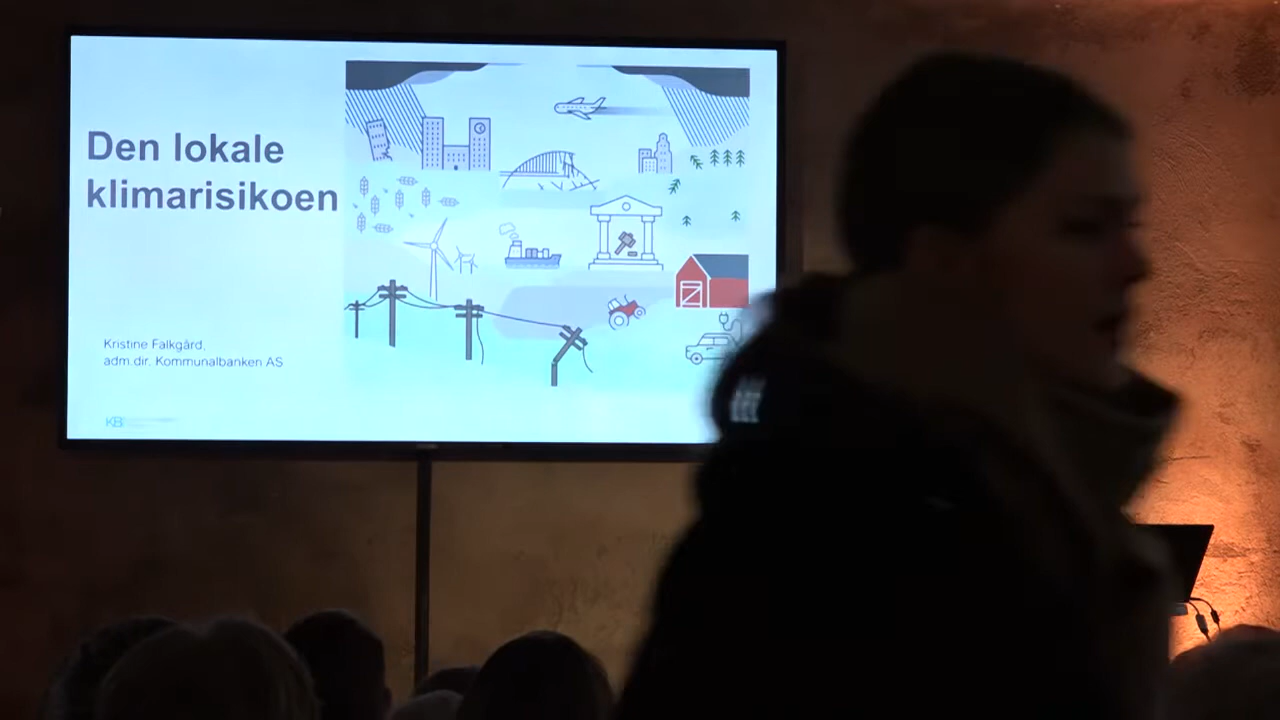 Den lokale
klimarisikoen
Kristine Falkgård,
adm.dir. Kommunalbanken AS
KB